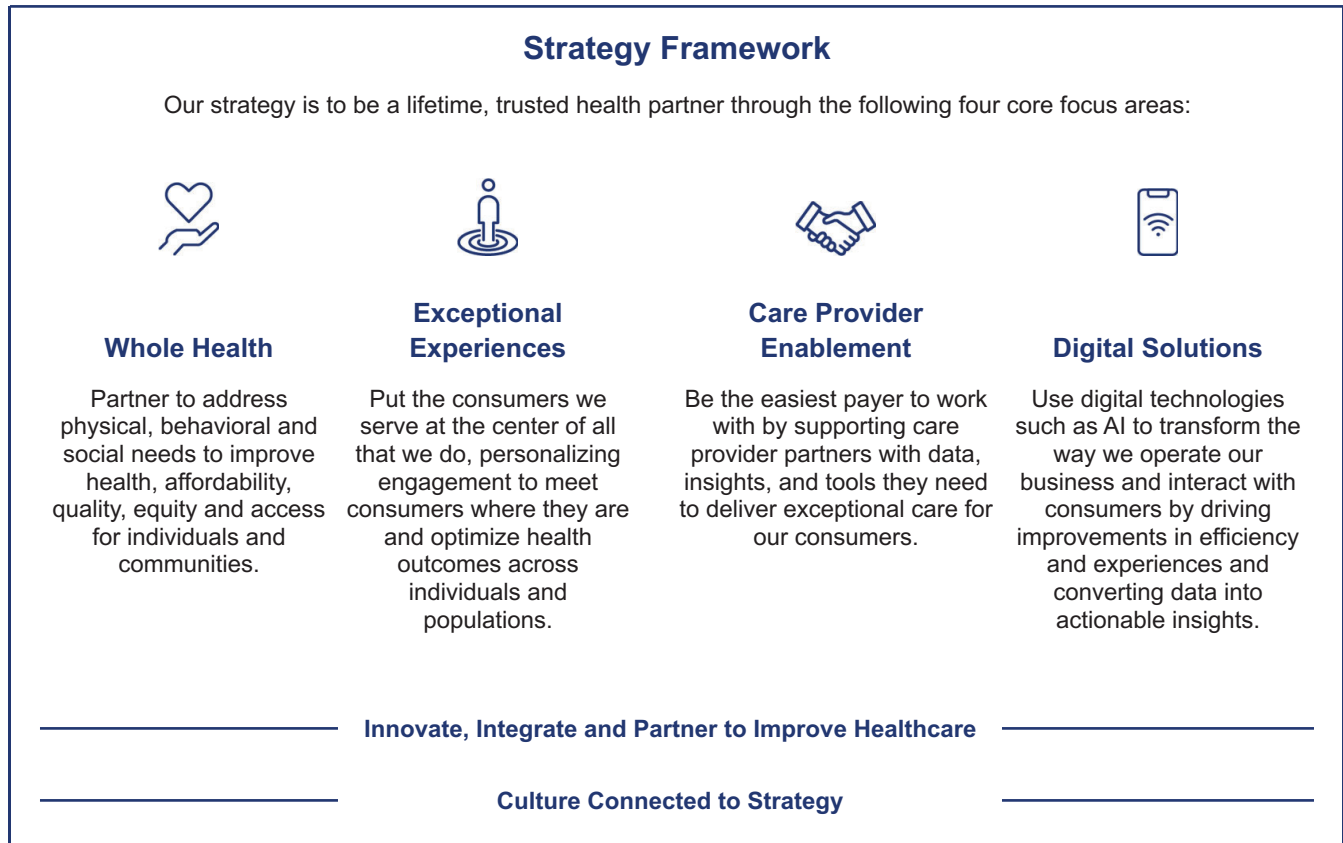 Strategy Framework
Our strategy is to be a lifetime, trusted health partner through the following four core focus areas:
Whole Health
Partner to address
physical, behavioral and
social needs to improve
health, affordability,
quality, equity and access
for individuals and
communities.
Exceptional
Experiences
Put the consumers we
serve at the center of all
that we do, personalizing
engagement to meet
consumers where they are
and optimize health
outcomes across
individuals and
populations.
Care Provider
Enablement
Be the easiest payer to work
with by supporting care
provider partners with data,
insights, and tools they need
to deliver exceptional care for
our consumers.
Digital Solutions
Use digital technologies
such as AI to transform the
way we operate our
business and interact with
consumers by driving
improvements in efficiency
and experiences and
converting data into
actionable insights.
Innovate, Integrate and Partner to Improve Healthcare
Culture Connected to Strategy